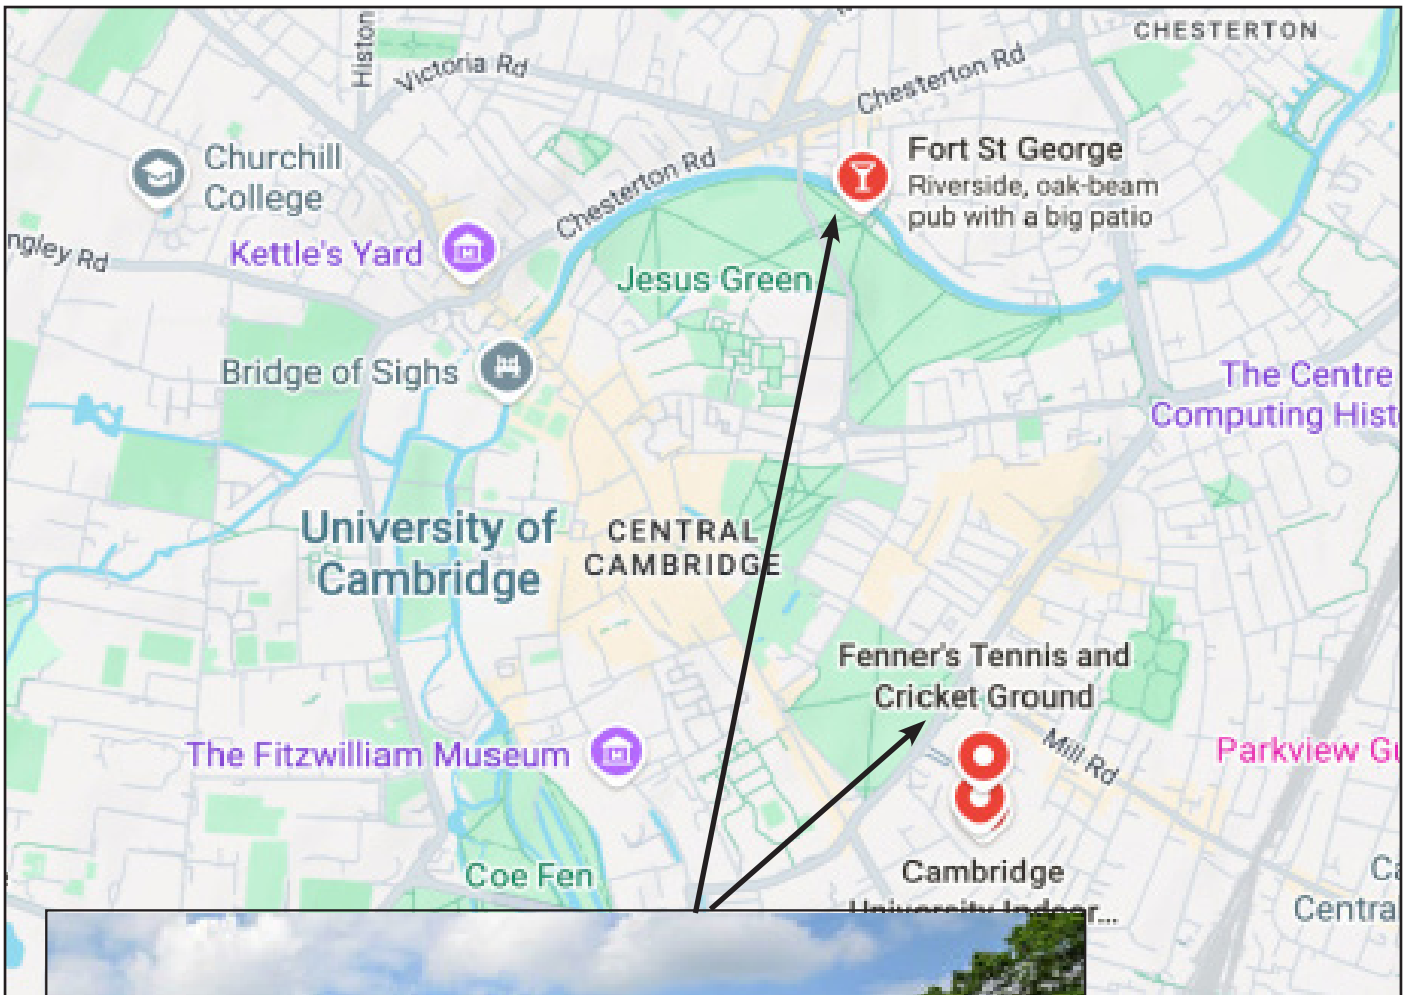 CHESTERTON
Histon
Victoria Rd
Chesterton Rd
Fort St George
Riverside, oak-beam
pub with a big patio
Churchill
College
Chesterton Rd
ngley Rd
Kettle's Yard
Jesus Green
Bridge of Sighs
The Centre
Computing Hist
University of
Cambridge
CENTRAL
CAMBRIDGE
Fenner's Tennis and
Cricket Ground
The Fitzwilliam Museum
Mill Rd
Parkview Gu
Coe Fen
Cambridge
University Indoor...
Ca
Centra